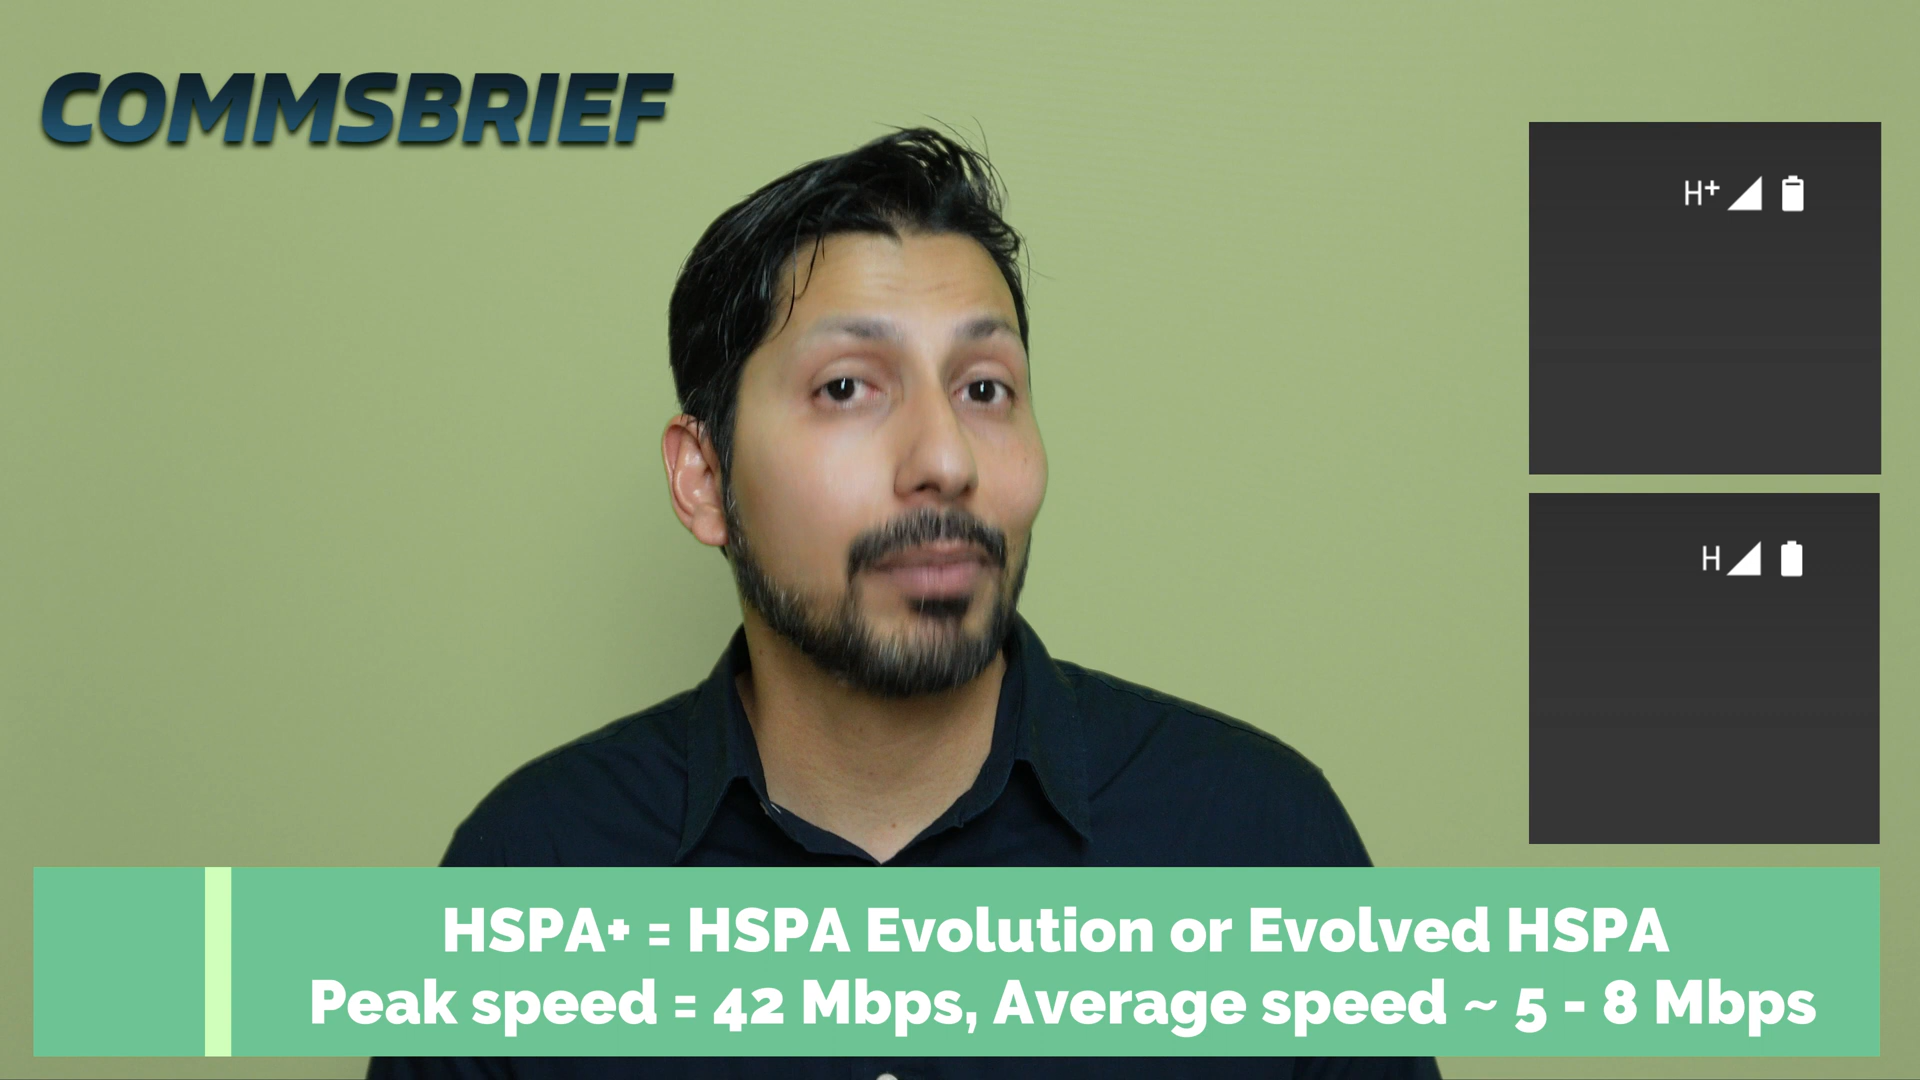 COMMSBRIEF
H+
H
HSPA+ = HSPA Evolution or Evolved HSPA
Peak speed = 42 Mbps, Average speed ~ 5 - 8 Mbps